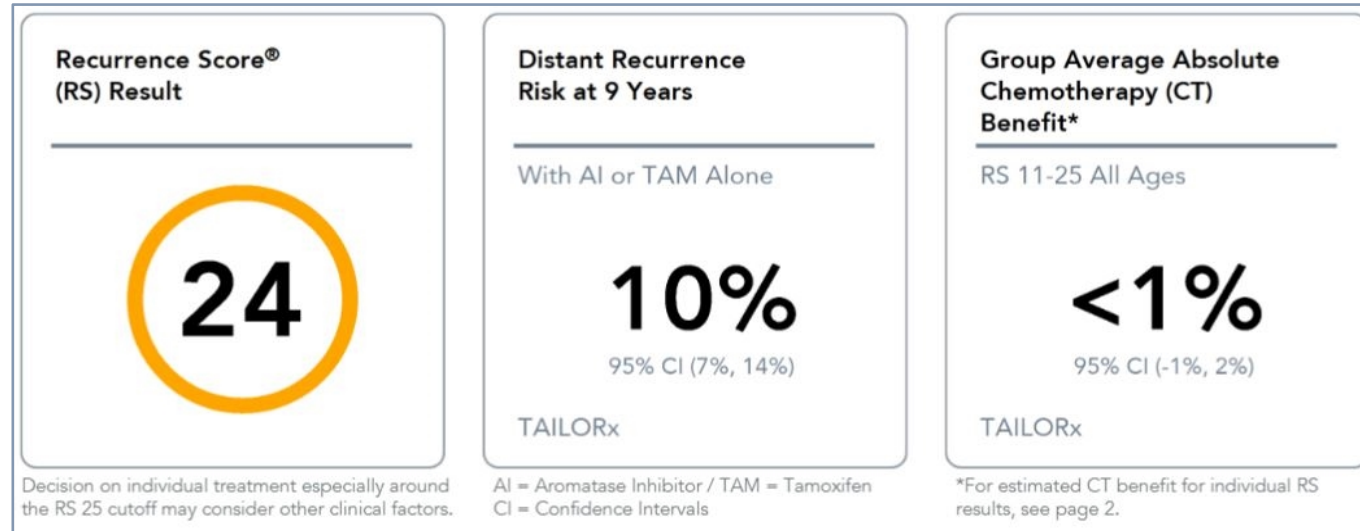 Recurrence Score®
(RS) Result
24
Decision on individual treatment especially around
the RS 25 cutoff may consider other clinical factors.
Distant Recurrence
Risk at 9 Years
With AI or TAM Alone
10%
95% CI (7%, 14%)
TAILORx
AI = Aromatase Inhibitor / TAM = Tamoxifen
CI = Confidence Intervals
Group Average Absolute
Chemotherapy (CT)
Benefit*
RS 11-25 All Ages
<1%
95% CI (-1%, 2%)
TAILORx
*For estimated CT benefit for individual RS
results, see page 2.